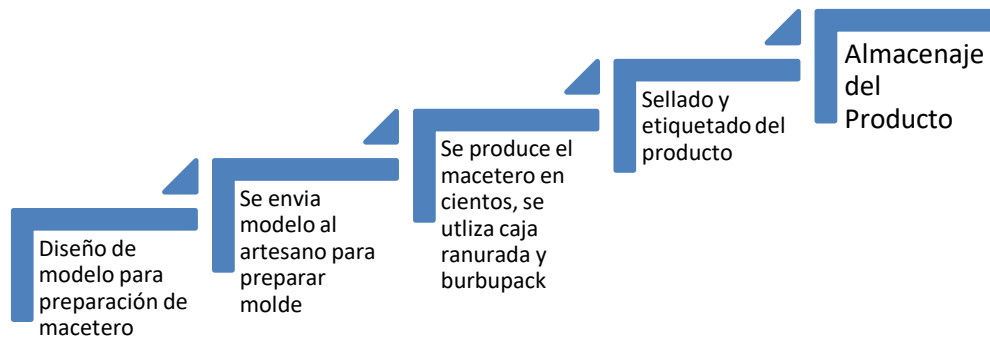 Diseño de
modelo para
preparación de
macetero
Se envia
modelo al
artesano para
preparar
molde
Se produce el
macetero en
cientos, se
utliza caja
ranurada y
burbupack
Sellado y
etiquetado del
producto
Almacenaje
del
Producto